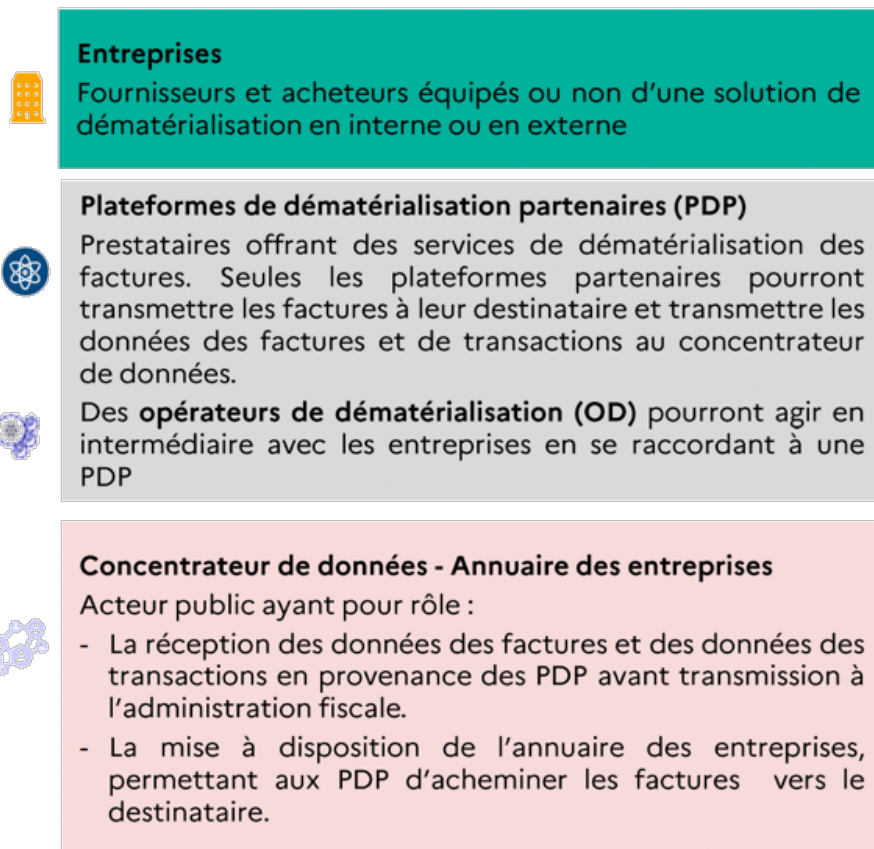 Entreprises
Fournisseurs et acheteurs équipés ou non d’une solution de
dématérialisation en interne ou en externe
Plateformes de dématérialisation partenaires (PDP)
Prestataires offrant des services de dématérialisation des
factures. Seules les plateformes partenaires pourront
transmettre les factures à leur destinataire et transmettre les
données des factures et de transactions au concentrateur
de données.
Des opérateurs de dématérialisation (OD) pourront agir en
intermédiaire avec les entreprises en se raccordant à une
PDP
Concentrateur de données - Annuaire des entreprises
Acteur public ayant pour rôle :
- La réception des données des factures et des données des
transactions en provenance des PDP avant transmission à
l’administration fiscale.
- La mise à disposition de l’annuaire des entreprises,
permettant aux PDP d’acheminer les factures vers le
destinataire.